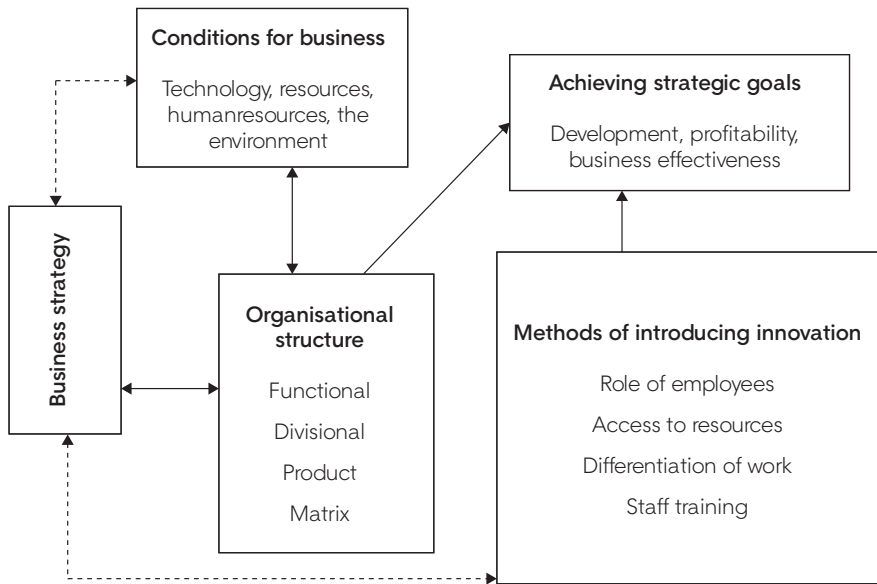 Conditions for business
Technology, resources,
humanresources, the
environment
Achieving strategic goals
Development, profitability,
business effectiveness
Business strategy
Organisational
structure
Functional
Divisional
Product
Matrix
Methods of introducing innovation
Role of employees
Access to resources
Differentiation of work
Staff training